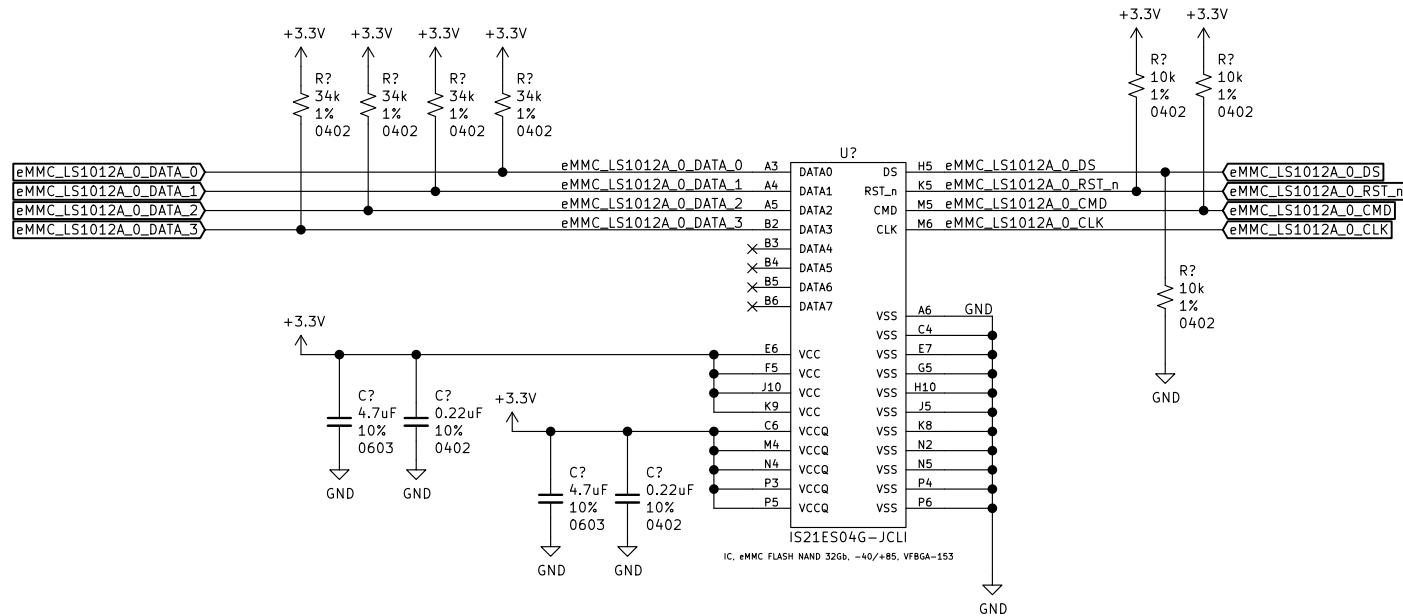 +3.3V +3.3V +3.3V +3.3V
R? R? R? R?
34k 34k 34k 34k
1% 1% 1% 1%
0402 0402 0402 0402
+3.3V +3.3V
R? R?
10k 10k
1% 1%
0402 0402
U?
eMMC_LS1012A_0_DATA_0 eMMC_LS1012A_0_DATA_0 A3 DATA0 DS H5 eMMC_LS1012A_0_DS eMMC_LS1012A_0_DS
eMMC_LS1012A_0_DATA_1 eMMC_LS1012A_0_DATA_1 A4 DATA1 RST_n K5 eMMC_LS1012A_0_RST_n eMMC_LS1012A_0_RST_n
eMMC_LS1012A_0_DATA_2 eMMC_LS1012A_0_DATA_2 A5 DATA2 CMD M5 eMMC_LS1012A_0_CMD eMMC_LS1012A_0_CMD
eMMC_LS1012A_0_DATA_3 eMMC_LS1012A_0_DATA_3 B2 DATA3 CLK M6 eMMC_LS1012A_0_CLK eMMC_LS1012A_0_CLK
B3 DATA4
B4 DATA5
B5 DATA6
B6 DATA7
R?
10k
1%
0402
GND
VSS A6 GND
VSS C4
+3.3V
E6 VCC VSS E7
F5 VCC VSS G5
J10 VCC VSS H10
K9 VCC VSS J5
C6 VCCQ VSS K8
M4 VCCQ VSS N2
N4 VCCQ VSS N5
P3 VCCQ VSS P4
P5 VCCQ VSS P6
C? C?
4.7uF 0.22uF
10% 10%
0603 0402
GND GND
+3.3V
C? C?
4.7uF 0.22uF
10% 10%
0603 0402
GND GND
IS21ES04G-JCLI
IC, eMMC FLASH NAND 32Gb, -40/+85, VFBGA-153
GND